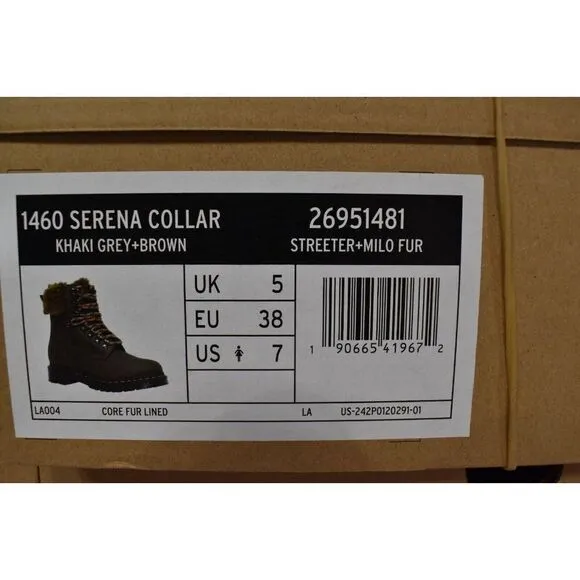 1460 SERENA COLLAR
KHAKI GREY+BROWN
26951481
STREETER+MILO FUR
UK 5
EU 38
US 7
1 90665 41967 2
LA004
CORE FUR LINED
LA
US-242P0120291-01